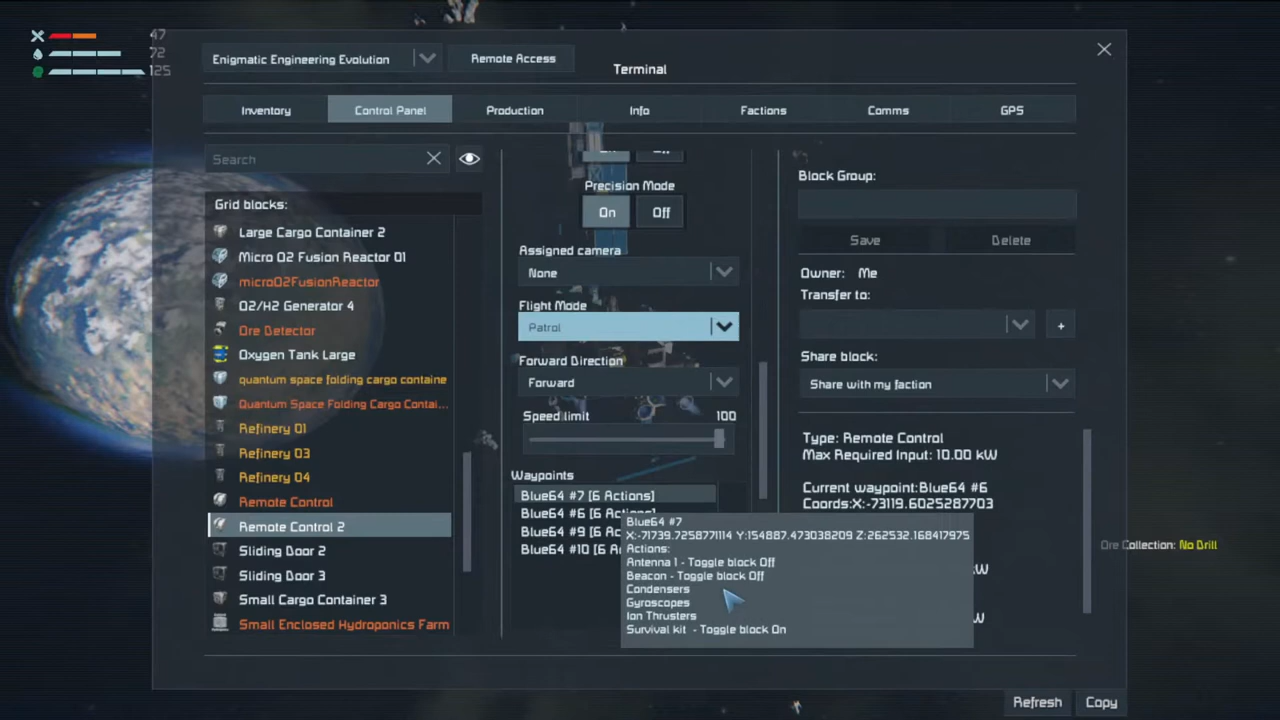 47
72
125
Enigmatic Engineering Evolution
Remote Access
Terminal
Inventory
Control Panel
Production
Info
Factions
Comms
GPS
Search
Grid blocks:
Large Cargo Container 2
Micro O2 Fusion Reactor 01
microO2FusionReactor
O2/H2 Generator 4
Ore Detector
Oxygen Tank Large
quantum space folding cargo containe
Quantum Space Folding Cargo Contai...
Refinery 01
Refinery 03
Refinery 04
Remote Control
Remote Control 2
Sliding Door 2
Sliding Door 3
Small Cargo Container 3
Small Enclosed Hydroponics Farm
Precision Mode
On
Off
Assigned camera
None
Flight Mode
Patrol
Forward Direction
Forward
Speed limit
100
Waypoints
Blue64 #7 [6 Actions]
Blue64 #6 [6 Actions]
Blue64 #9 [6 Ac
Blue64 #10 [6 A
Blue64 #7
X:-71739.7258771114 Y:154887.473038209 Z:262532.168417975
Actions:
Antenna 1 - Toggle block Off
Beacon - Toggle block Off
Condensers
Gyroscopes
Ion Thrusters
Survival kit - Toggle block On
Block Group:
Save
Delete
Owner: Me
Transfer to:
+
Share block:
Share with my faction
Type: Remote Control
Max Required Input: 10.00 kW
Current waypoint:Blue64 #6
Coords:X:-73119.6025287703
Ore Collection: No Drill
Refresh
Copy